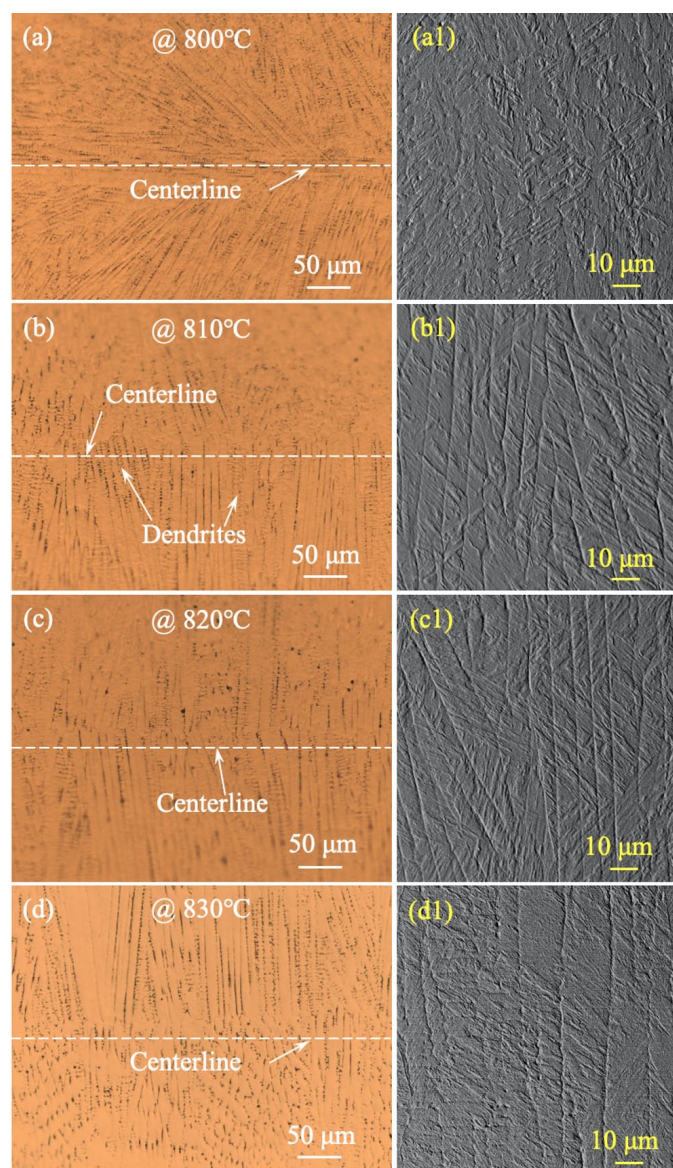 (a) @ 800℃
Centerline
50 μm
(a1)
10 μm
(b) @ 810℃
Centerline
Dendrites
50 μm
(b1)
10 μm
(c) @ 820℃
Centerline
50 μm
(c1)
10 μm
(d) @ 830℃
Centerline
50 μm
(d1)
10 μm